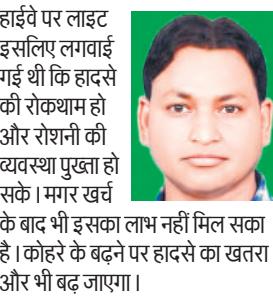 हाईवे पर लाइट
इसलिए लगवाई
गई थी कि हादसे
की रोकथाम हो
और रोशनी की
व्यवस्था पुख्ता हो
सके। मगर खर्च
के बाद भी इसका लाभ नहीं मिल सका
है। कोहरे के बढ़ने पर हादसे का खतरा
और भी बढ़ जाएगा।